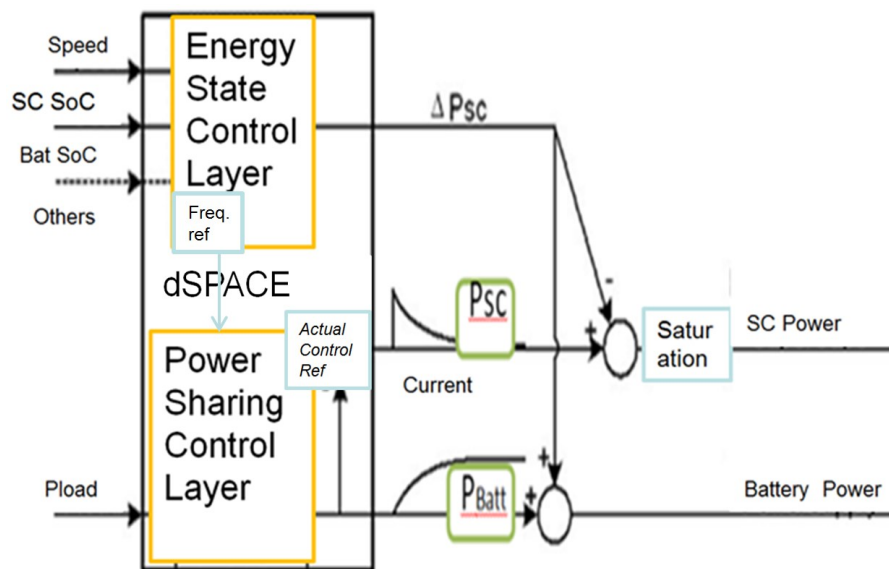 Speed
SC SoC
Bat SoC
Others
Energy
State
Control
Layer
Freq.
ref
dSPACE
Δ Psc
-
Psc
+
Satur
ation
SC Power
Actual
Control
Ref
Current
Power
Sharing
Control
Layer
Pload
PBatt
+
+
Battery Power